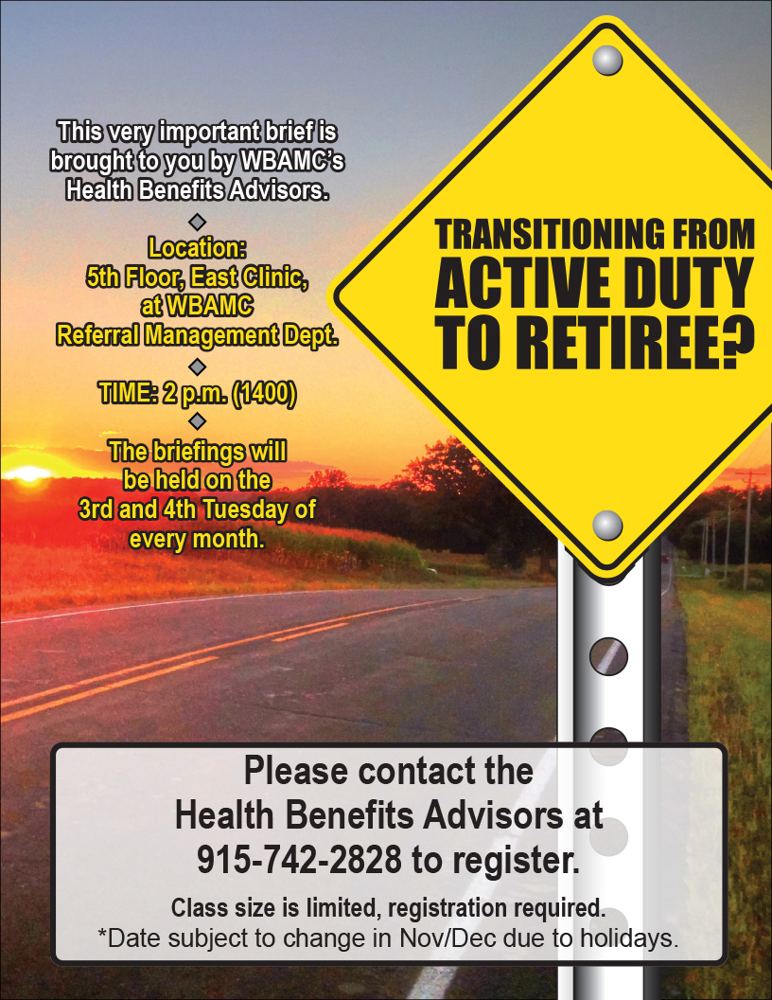 This very important brief is
brought to you by WBAMC's
Health Benefits Advisors.
Location:
5th Floor, East Clinic,
at WBAMC
Referral Management Dept.
TIME: 2 p.m. (1400)
The briefings will
be held on the
3rd and 4th Tuesday of
every month.
TRANSITIONING FROM
ACTIVE DUTY
TO RETIREE?
Please contact the
Health Benefits Advisors at
915-742-2828 to register.
Class size is limited, registration required.
*Date subject to change in Nov/Dec due to holidays.